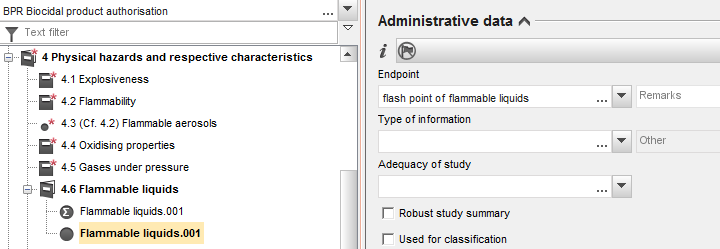 BPR Biocidal product authorisation ...
Text filter
4 Physical hazards and respective characteristics
* 4.1 Explosiveness
* 4.2 Flammability
* 4.3 (Cf. 4.2) Flammable aerosols
* 4.4 Oxidising properties
* 4.5 Gases under pressure
4.6 Flammable liquids
Σ Flammable liquids.001
Flammable liquids.001
Administrative data
i
Endpoint
flash point of flammable liquids ... Remarks
Type of information
... Other
Adequacy of study
...
Robust study summary
Used for classification